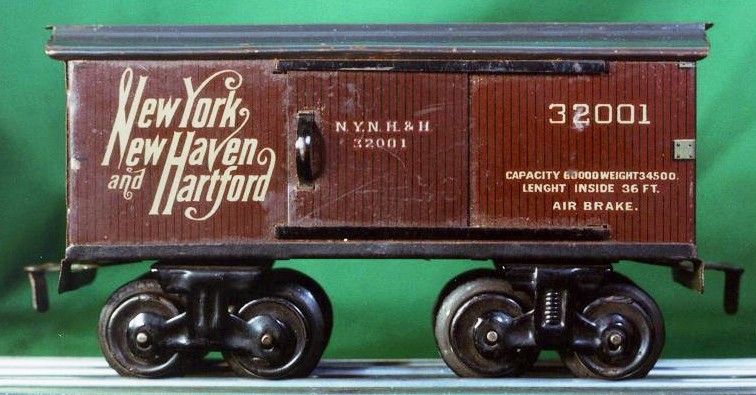 New York,
New Haven
and Hartford
N.Y.N.H.& H.
32001
32001
CAPACITY 60000 WEIGHT 34500.
LENGHT INSIDE 36 FT.
AIR BRAKE.